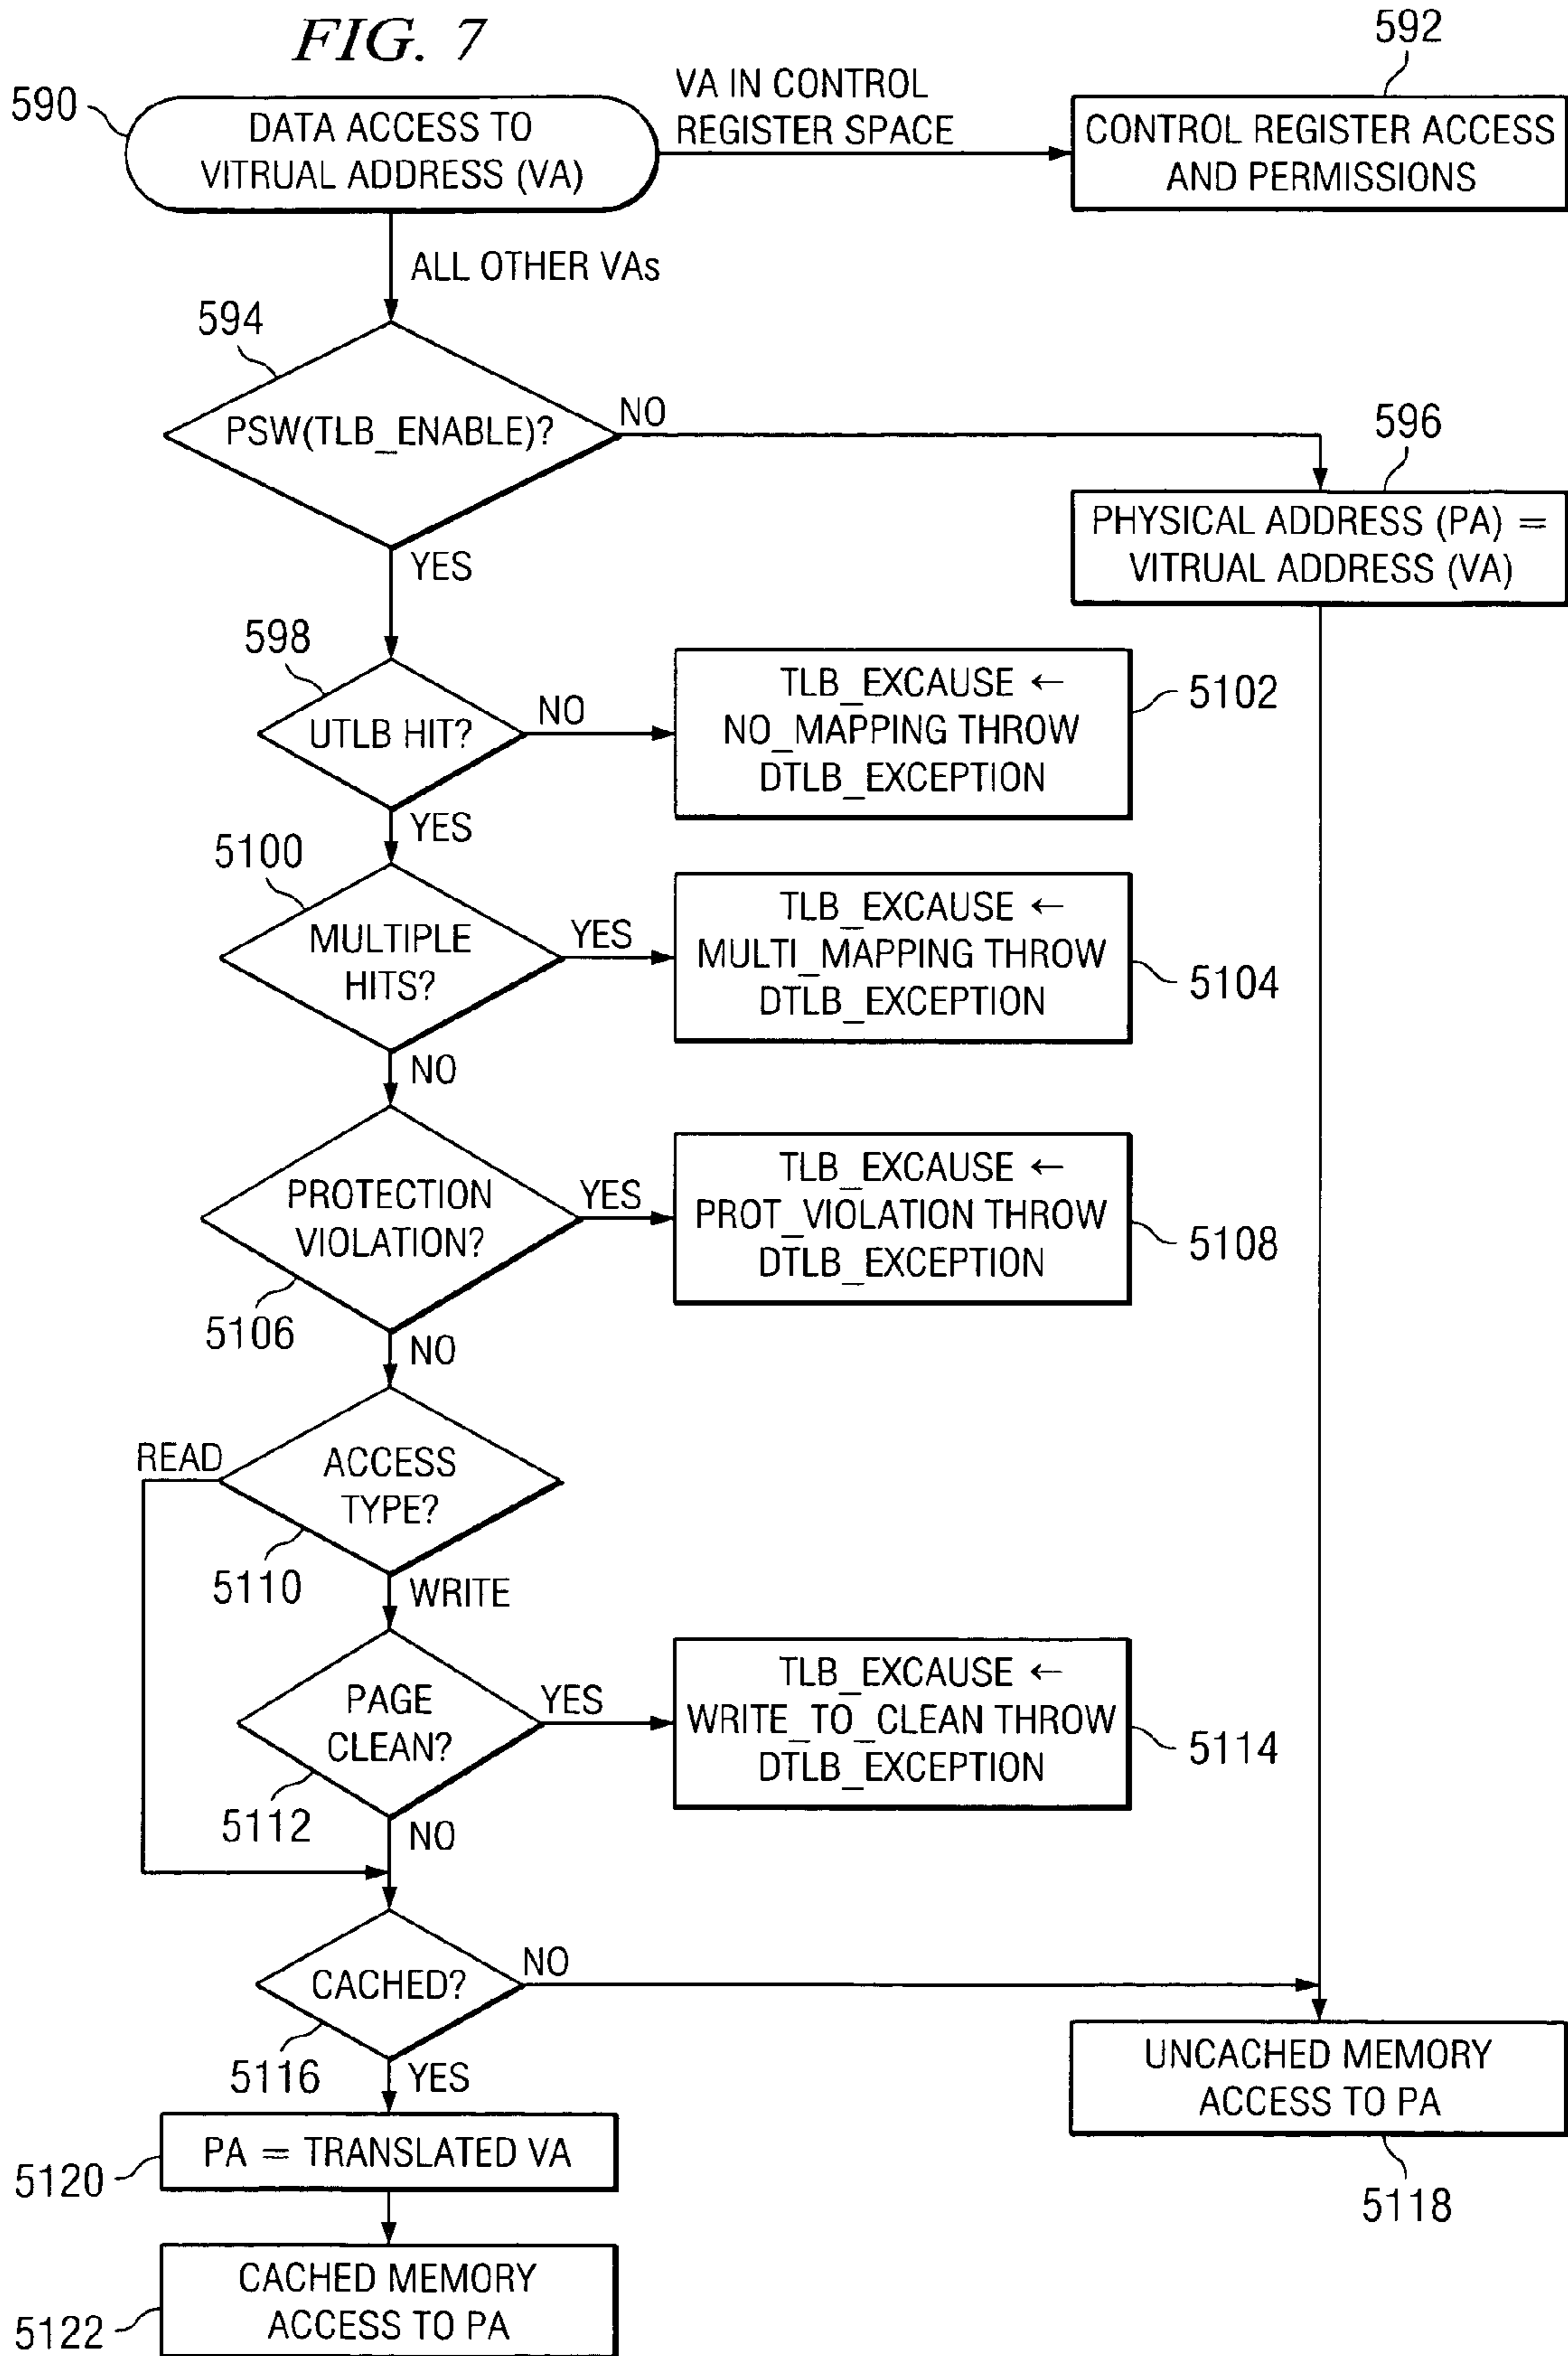 FIG. 7
592
590
DATA ACCESS TO
VITRUAL ADDRESS (VA)
VA IN CONTROL
REGISTER SPACE
CONTROL REGISTER ACCESS
AND PERMISSIONS
ALL OTHER VAs
594
PSW(TLB_ENABLE)?
NO
596
PHYSICAL ADDRESS (PA) =
VITRUAL ADDRESS (VA)
YES
598
UTLB HIT?
NO
TLB_EXCAUSE ←
NO_MAPPING THROW
DTLB_EXCEPTION
5102
YES
5100
MULTIPLE
HITS?
YES
TLB_EXCAUSE ←
MULTI_MAPPING THROW
DTLB_EXCEPTION
5104
NO
PROTECTION
VIOLATION?
YES
TLB_EXCAUSE ←
PROT_VIOLATION THROW
DTLB_EXCEPTION
5108
5106
NO
READ
ACCESS
TYPE?
5110
WRITE
PAGE
CLEAN?
YES
TLB_EXCAUSE ←
WRITE_TO_CLEAN THROW
DTLB_EXCEPTION
5114
5112
NO
CACHED?
NO
5116
YES
UNCACHED MEMORY
ACCESS TO PA
5118
PA = TRANSLATED VA
5120
CACHED MEMORY
ACCESS TO PA
5122